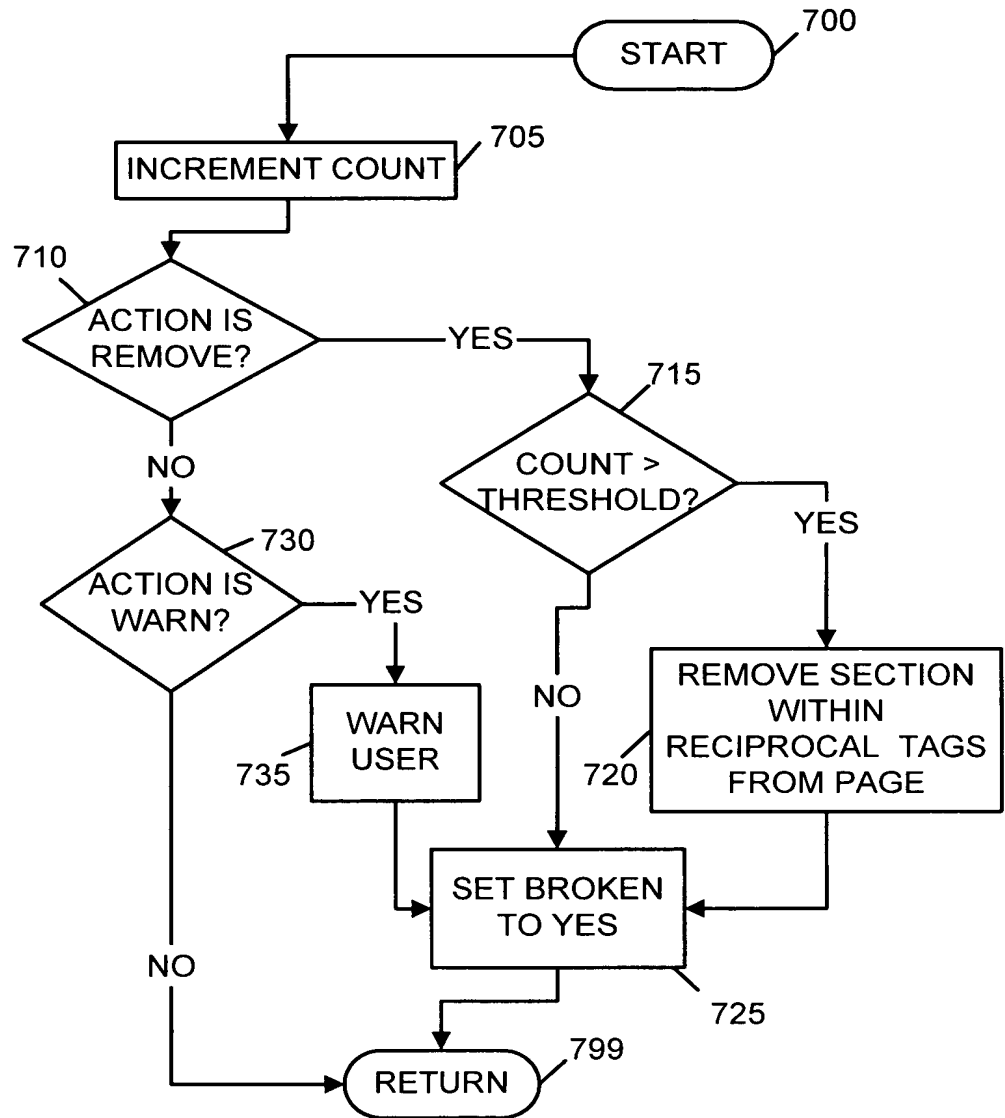 700
START
705
INCREMENT COUNT
710
ACTION IS
REMOVE?
YES
715
COUNT >
THRESHOLD?
NO
YES
730
ACTION IS
WARN?
YES
NO
REMOVE SECTION
WITHIN
RECIPROCAL TAGS
FROM PAGE
720
WARN
USER
735
SET BROKEN
TO YES
725
NO
RETURN
799